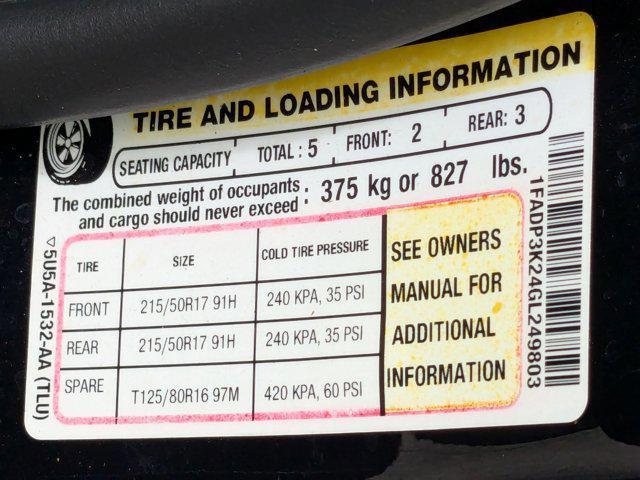 TIRE AND LOADING INFORMATION
SEATING CAPACITY TOTAL : 5 FRONT: 2 REAR: 3
The combined weight of occupants
and cargo should never exceed : 375 kg or 827 lbs.
TIRE SIZE COLD TIRE PRESSURE
FRONT 215/50R17 91H 240 KPA, 35 PSI
REAR 215/50R17 91H 240 KPA, 35 PSI
SPARE T125/80R16 97M 420 KPA, 60 PSI
SEE OWNERS
MANUAL FOR
ADDITIONAL
INFORMATION
5U5A-1532-AA (TLU)
1FADP3K24GL249803